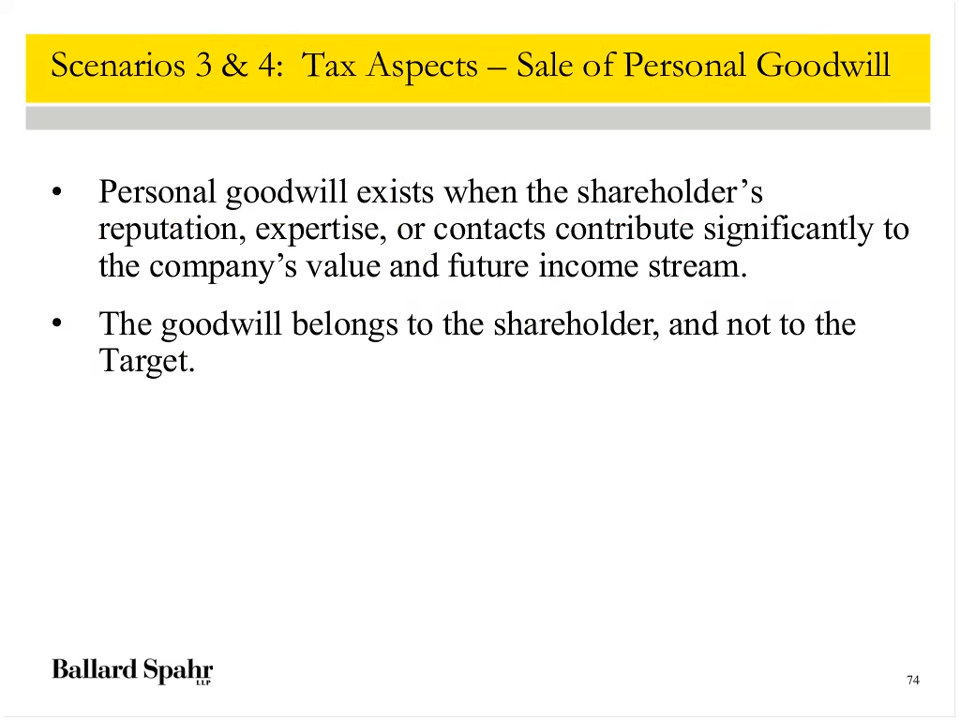 Scenarios 3 & 4:  Tax Aspects – Sale of Personal Goodwill
• Personal goodwill exists when the shareholder’s
reputation, expertise, or contacts contribute significantly to
the company’s value and future income stream.
• The goodwill belongs to the shareholder, and not to the
Target.
Ballard Spahr
LLP
74